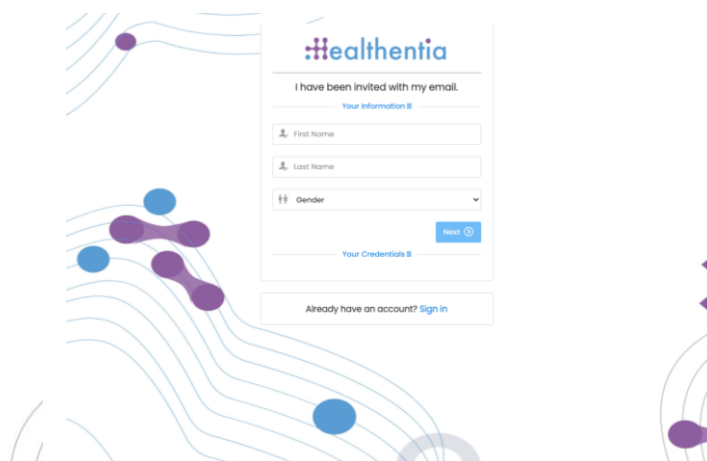 Healthentia
I have been invited with my email.
Your Information
First Name
Last Name
Gender
Next
Your Credentials
Already have an account? Sign in